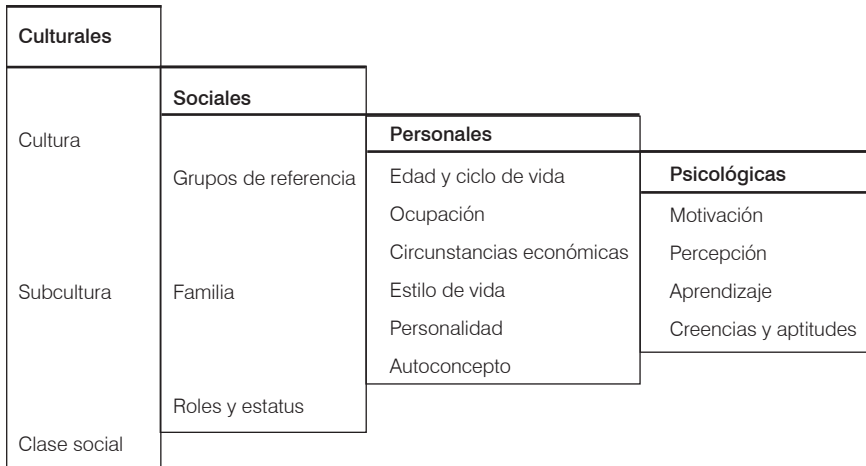 Culturales
Cultura
Subcultura
Clase social
Sociales
Grupos de referencia
Familia
Roles y estatus
Personales
Edad y ciclo de vida
Ocupación
Circunstancias económicas
Estilo de vida
Personalidad
Autoconcepto
Psicológicas
Motivación
Percepción
Aprendizaje
Creencias y aptitudes